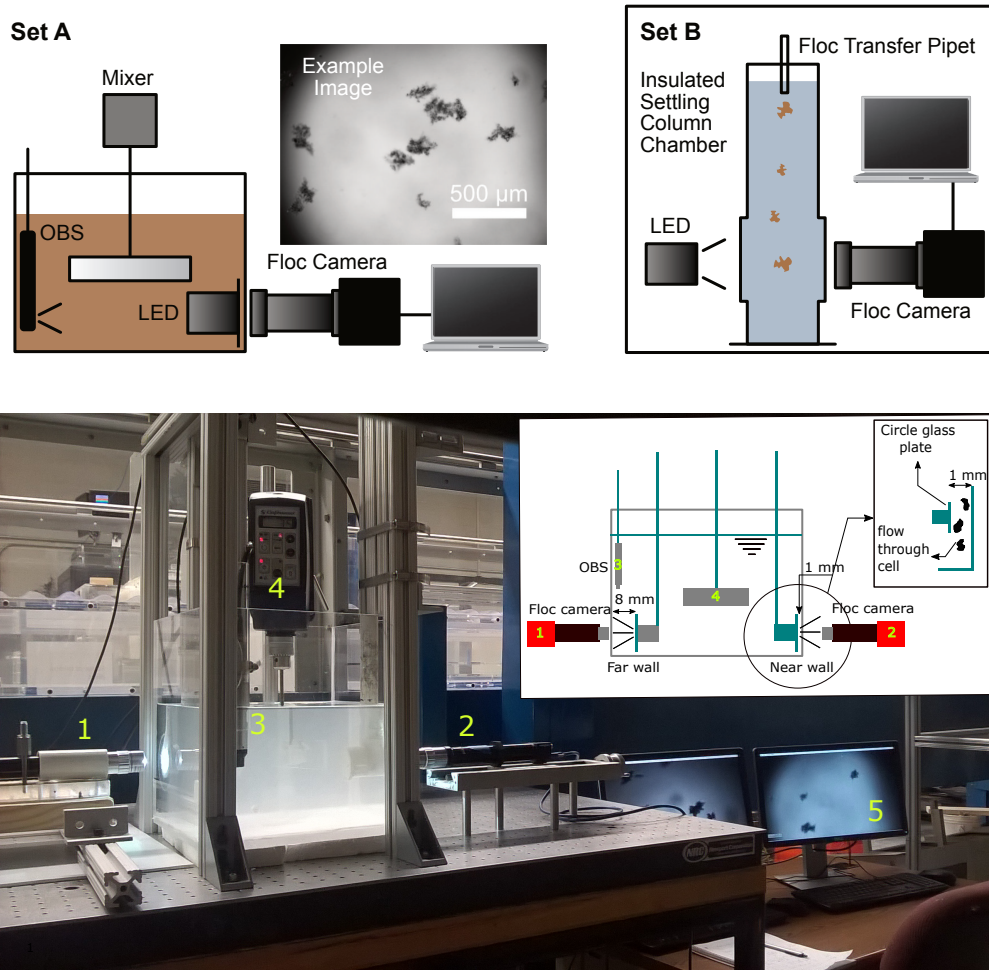 Set A
Mixer
Example
Image
500 µm
OBS
LED
Floc Camera
Set B
Floc Transfer Pipet
Insulated
Settling
Column
Chamber
LED
Floc Camera
Circle glass
plate
1 mm
flow
through
cell
OBS
3
4
1 mm
8 mm
Floc camera
Floc camera
1
2
Far wall
Near wall
4
3
1
2
5
NRC
1